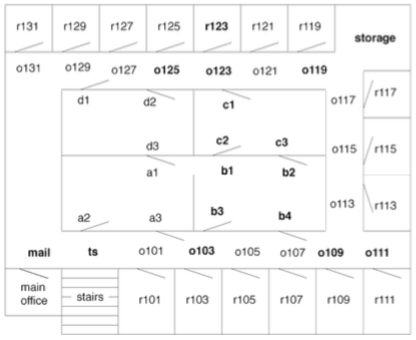 r131 r129 r127 r125 r123 r121 r119
storage
o131 o129 o127 o125 o123 o121 o119
r117
d1 d2 c1 o117
d3 c2 c3 o115 r115
a1 b1 b2
o113 r113
a2 a3 b3 b4
mail ts o101 o103 o105 o107 o109 o111
main
office
stairs r101 r103 r105 r107 r109 r111